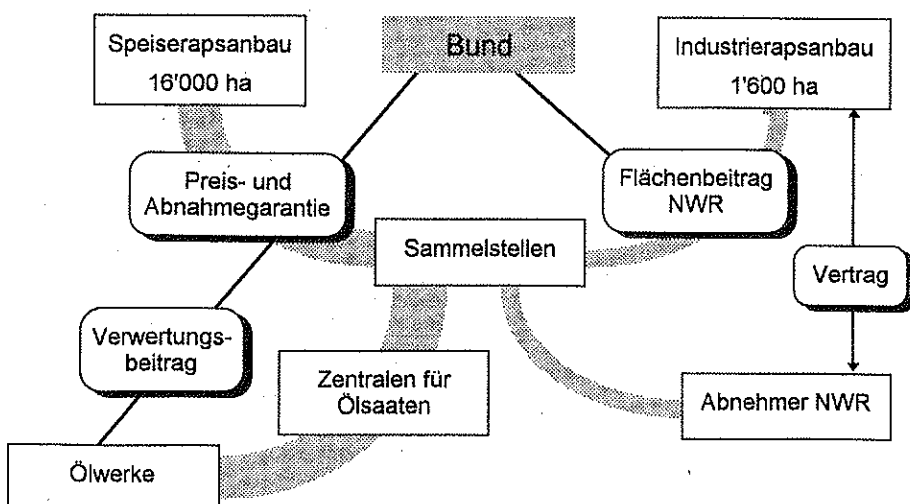 Speiserapsanbau
16'000 ha
Bund
Industrierapsanbau
1'600 ha
Preis- und
Abnahmegarantie
Flächenbeitrag
NWR
Sammelstellen
Vertrag
Verwertungs-
beitrag
Zentralen für
Ölsaaten
Abnehmer NWR
Ölwerke